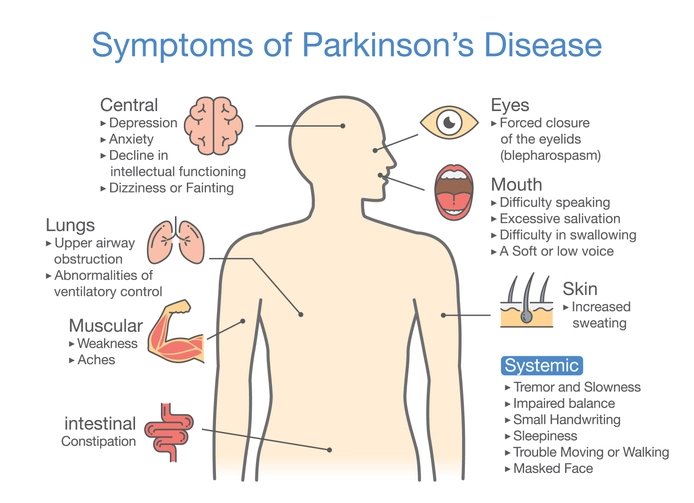 Symptoms of Parkinson's Disease
Central
▸ Depression
▸ Anxiety
▸ Decline in
intellectual functioning
▸ Dizziness or Fainting
Eyes
▸ Forced closure
of the eyelids
(blepharospasm)
Mouth
▸ Difficulty speaking
▸ Excessive salivation
▸ Difficulty in swallowing
▸ A Soft or low voice
Lungs
▸ Upper airway
obstruction
▸ Abnormalities of
ventilatory control
Skin
▸ Increased
sweating
Muscular
▸ Weakness
▸ Aches
Systemic
▸ Tremor and Slowness
▸ Impaired balance
▸ Small Handwriting
▸ Sleepiness
▸ Trouble Moving or Walking
▸ Masked Face
intestinal
Constipation